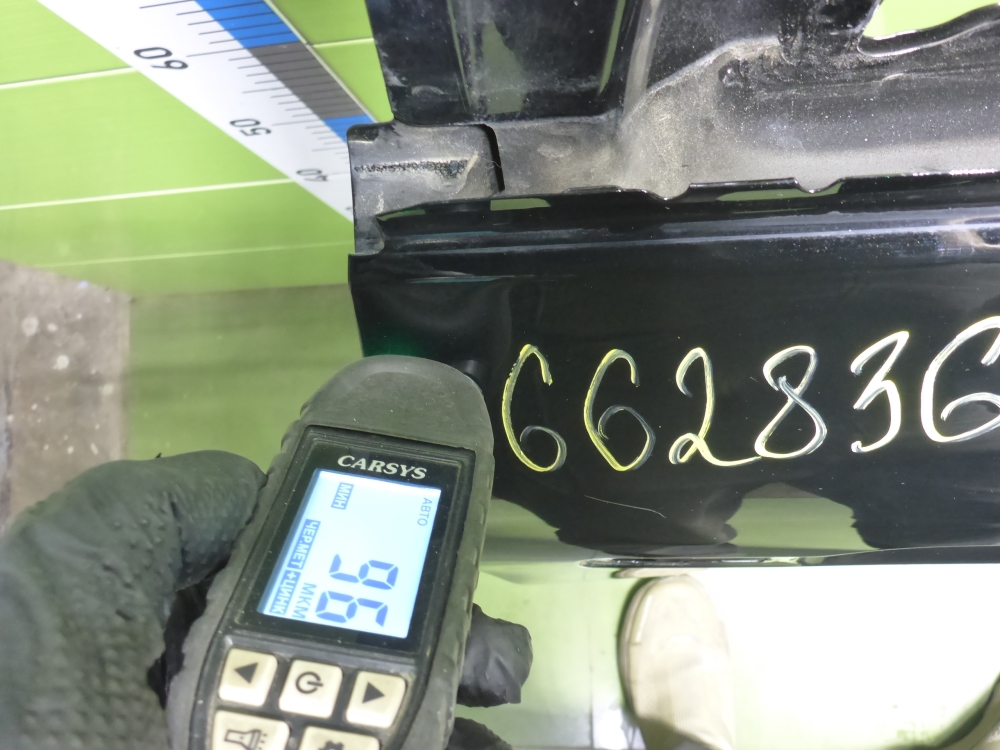 60
50
40
662836
CARSYS
АВТО
МИН
96
МКМ
ЧЕРМЕТ+ЦИНК